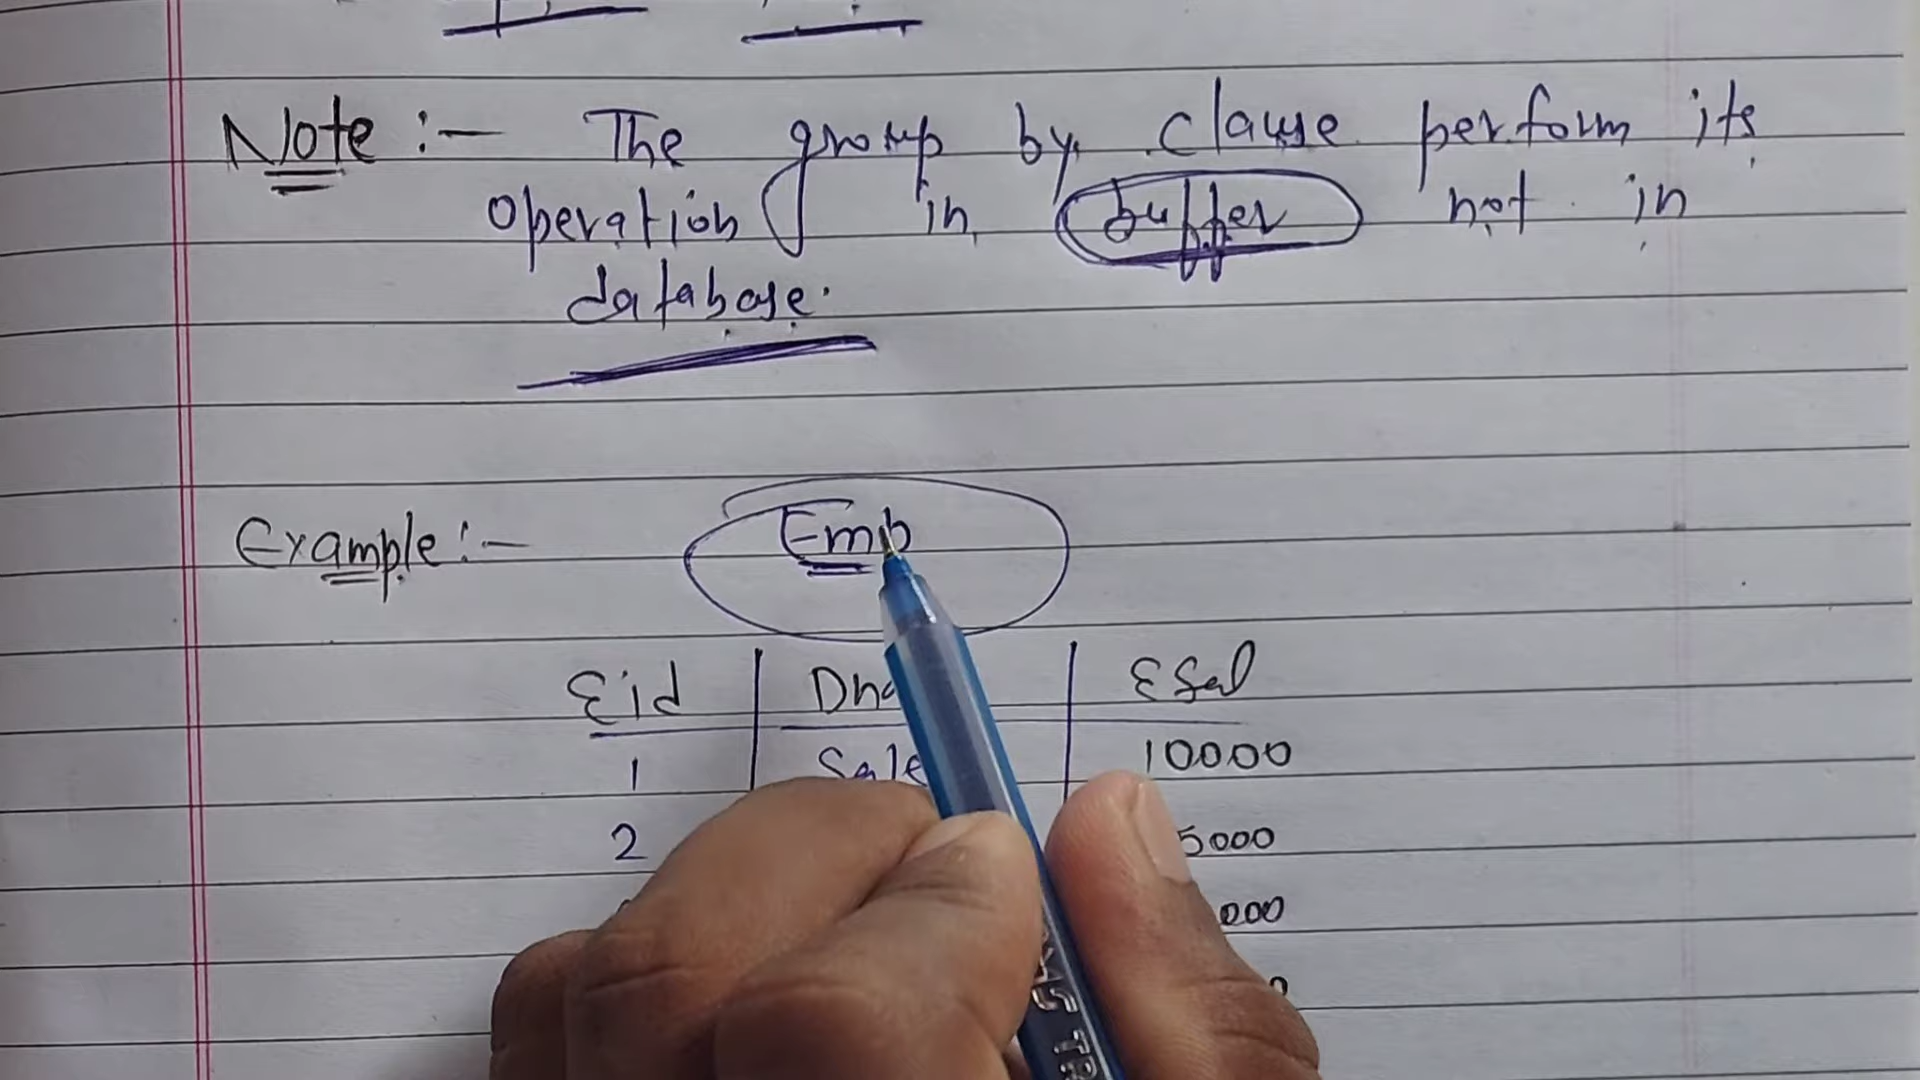 Note :- The group by clause perform its
operation in buffer not in
database.
Example :- Emp
Eid ESal
1 10000
2 5000